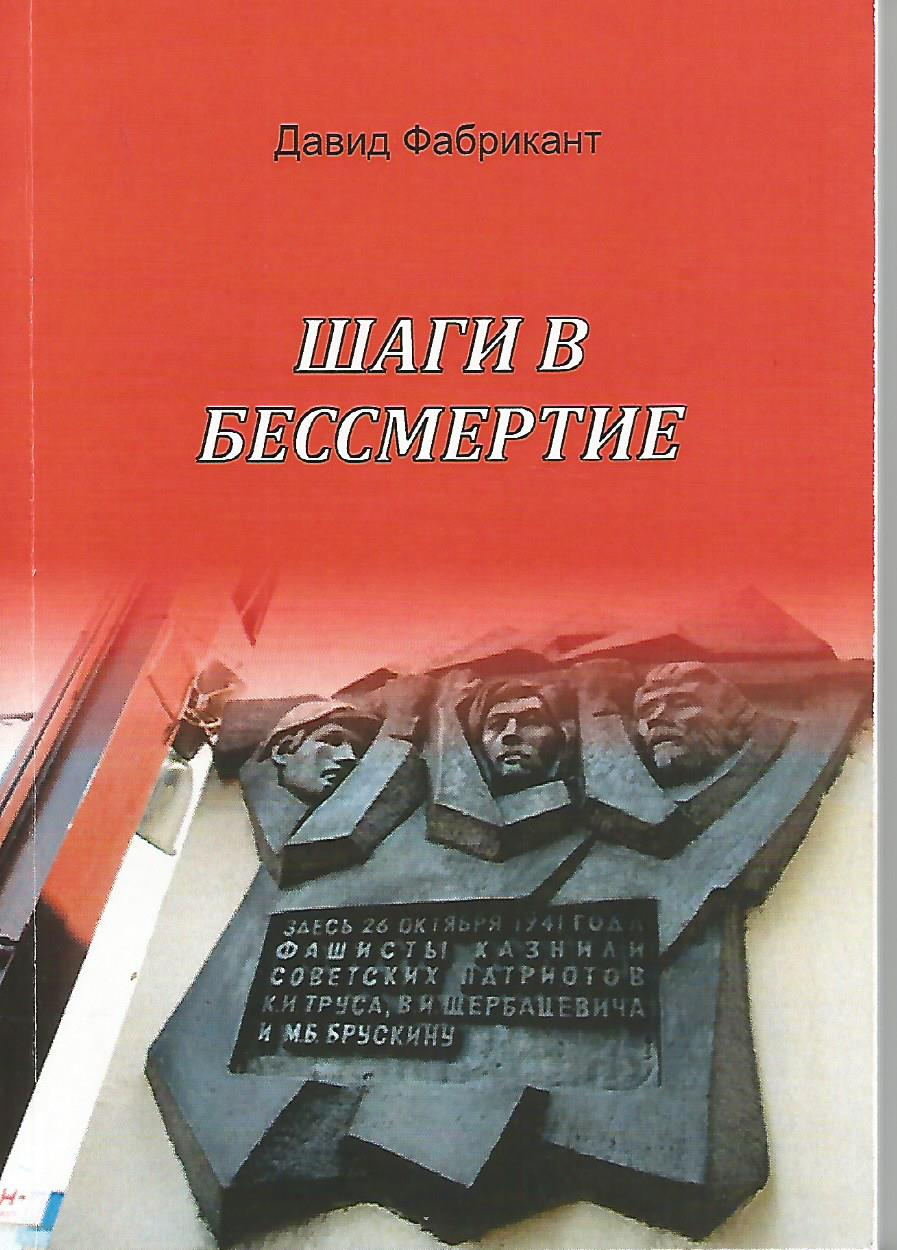 Давид Фабрикант
ШАГИ В
БЕССМЕРТИЕ
ЗДЕСЬ 26 ОКТЯБРЯ 1941 ГОДА
ФАШИСТЫ КАЗНИЛИ
СОВЕТСКИХ ПАТРИОТОВ
К.И ТРУСА, В И ЩЕРБАЦЕВИЧА
И М.Б. БРУСКИНУ